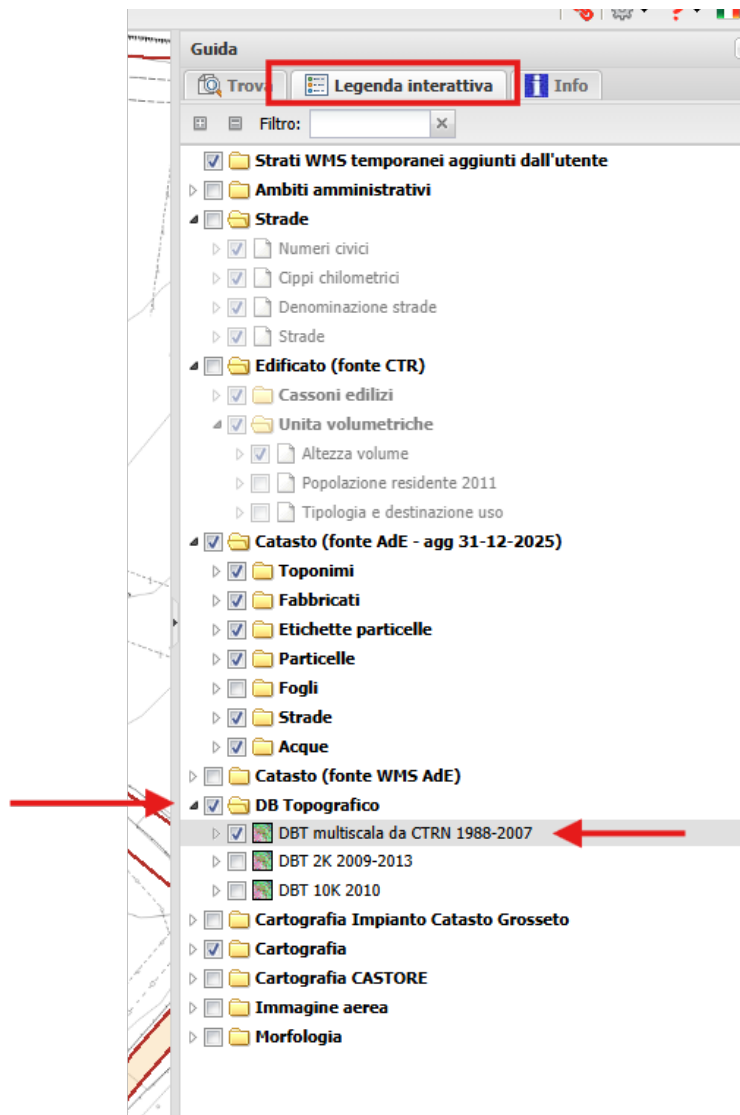 Guida
Trova Legenda interattiva Info
Filtro:
Strati WMS temporanei aggiunti dall'utente
Ambiti amministrativi
Strade
Numeri civici
Cippi chilometrici
Denominazione strade
Strade
Edificato (fonte CTR)
Cassoni edilizi
Unita volumetriche
Altezza volume
Popolazione residente 2011
Tipologia e destinazione uso
Catasto (fonte AdE - agg 31-12-2025)
Toponimi
Fabbricati
Etichette particelle
Particelle
Fogli
Strade
Acque
Catasto (fonte WMS AdE)
DB Topografico
DBT multiscala da CTRN 1988-2007
DBT 2K 2009-2013
DBT 10K 2010
Cartografia Impianto Catasto Grosseto
Cartografia
Cartografia CASTORE
Immagine aerea
Morfologia